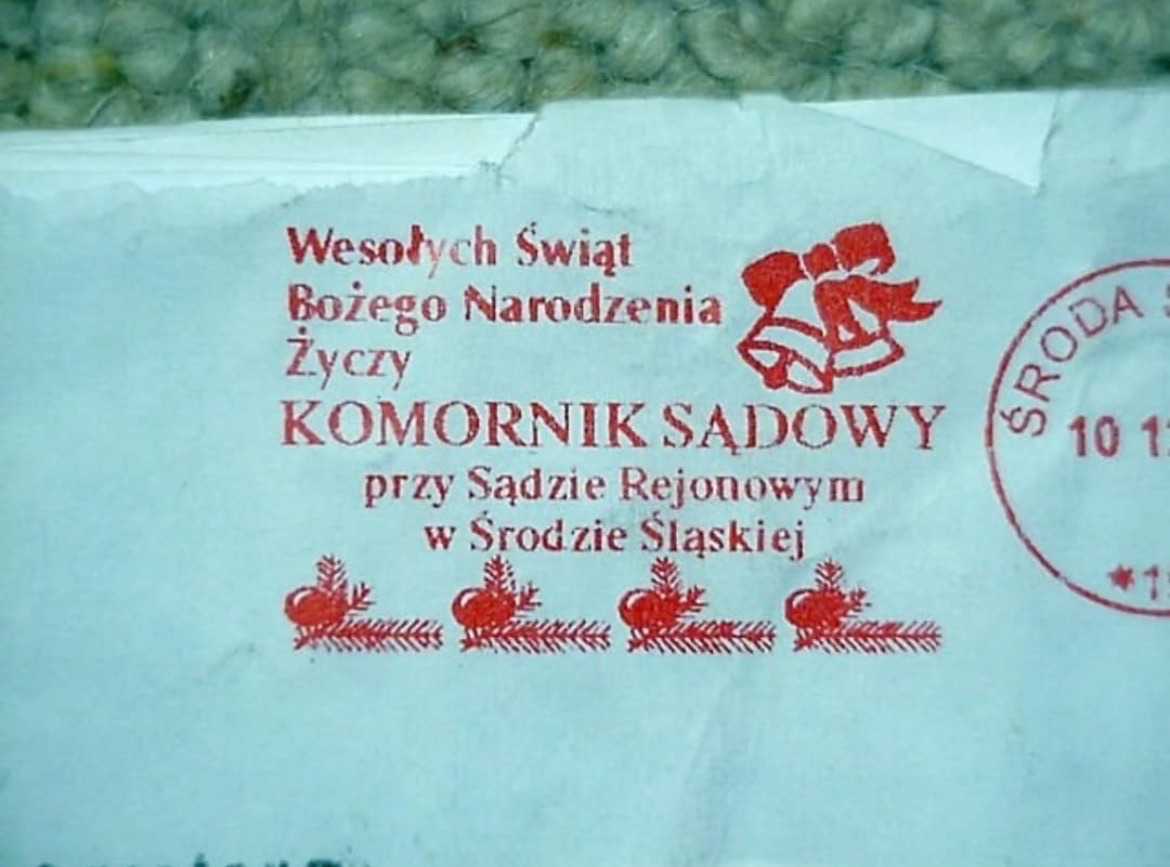 Wesołych Świąt
Bożego Narodzenia
Życzy
KOMORNIK SĄDOWY
przy Sądzie Rejonowym
w Środzie Śląskiej
ŚRODA
10